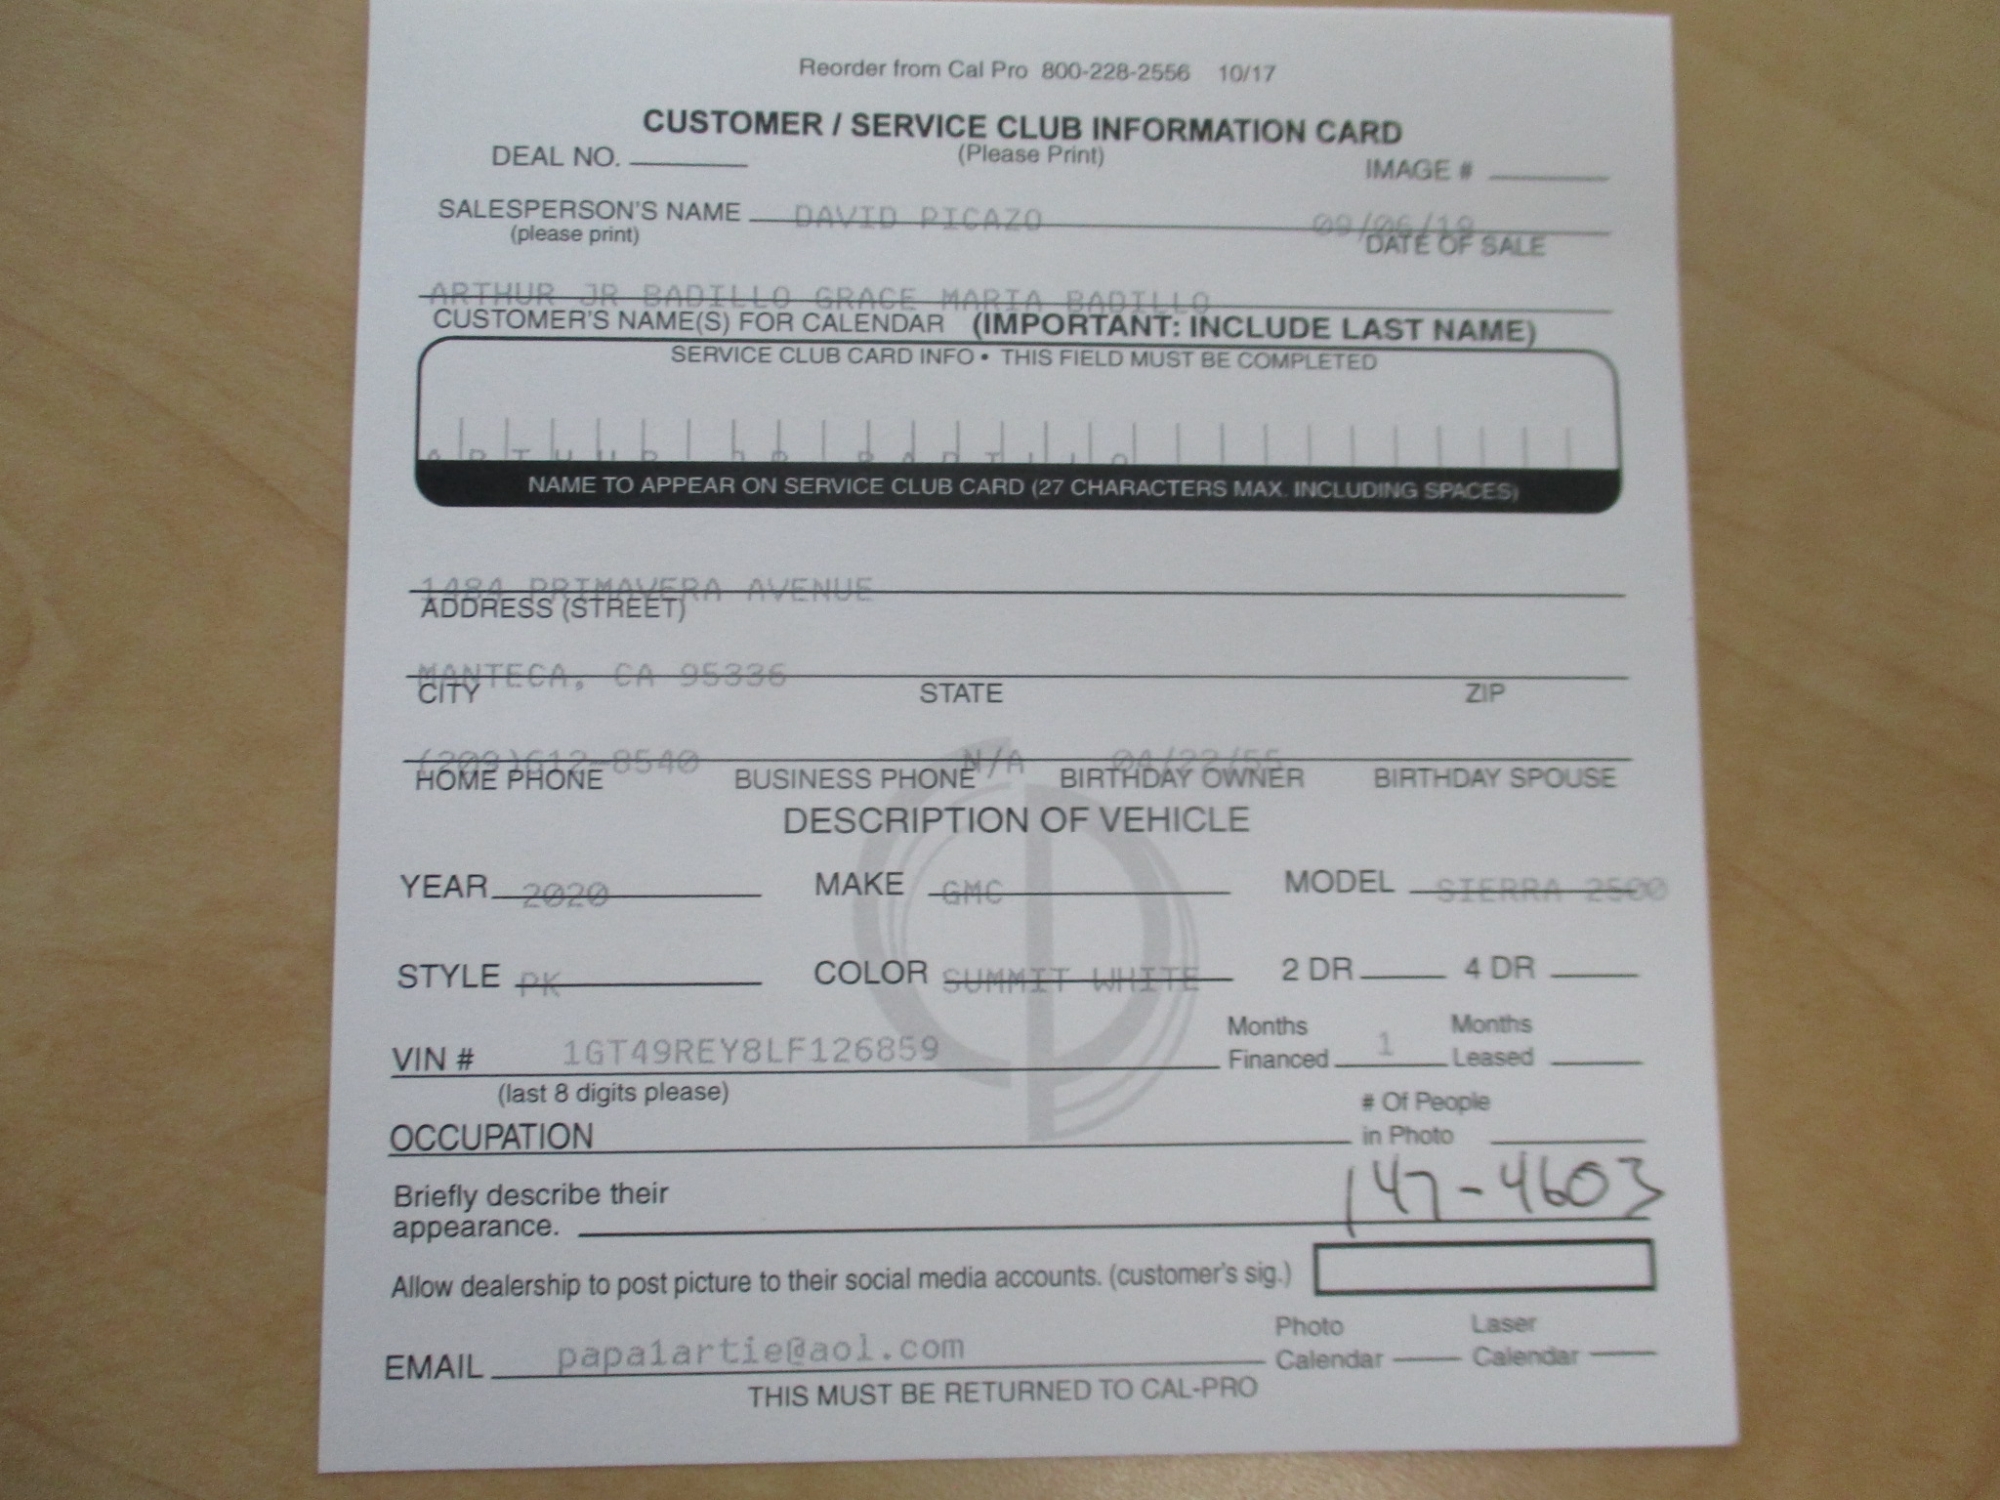 Reorder from Cal Pro 800-228-2556 10/17
CUSTOMER / SERVICE CLUB INFORMATION CARD
DEAL NO. (Please Print) IMAGE #
SALESPERSON'S NAME DAVID PICAZO 09/06/19
(please print) DATE OF SALE
ARTHUR JR BADILLO GRACE MARIA BADILLO
CUSTOMER'S NAME(S) FOR CALENDAR (IMPORTANT: INCLUDE LAST NAME)
SERVICE CLUB CARD INFO • THIS FIELD MUST BE COMPLETED
NAME TO APPEAR ON SERVICE CLUB CARD (27 CHARACTERS MAX. INCLUDING SPACES)
1484 PRIMAVERA AVENUE
ADDRESS (STREET)
MANTECA, CA 95336
CITY STATE ZIP
(209)612-8540 N/A 04/22/55
HOME PHONE BUSINESS PHONE BIRTHDAY OWNER BIRTHDAY SPOUSE
DESCRIPTION OF VEHICLE
YEAR 2020 MAKE GMC MODEL SIERRA 2500
STYLE PK COLOR SUMMIT WHITE 2 DR 4 DR
VIN # 1GT49REY8LF126859 Months Financed 1 Months Leased
(last 8 digits please)
OCCUPATION # Of People in Photo
Briefly describe their
appearance. 147-4603
Allow dealership to post picture to their social media accounts. (customer's sig.)
EMAIL papa1artie@aol.com Photo Calendar Laser Calendar
THIS MUST BE RETURNED TO CAL-PRO